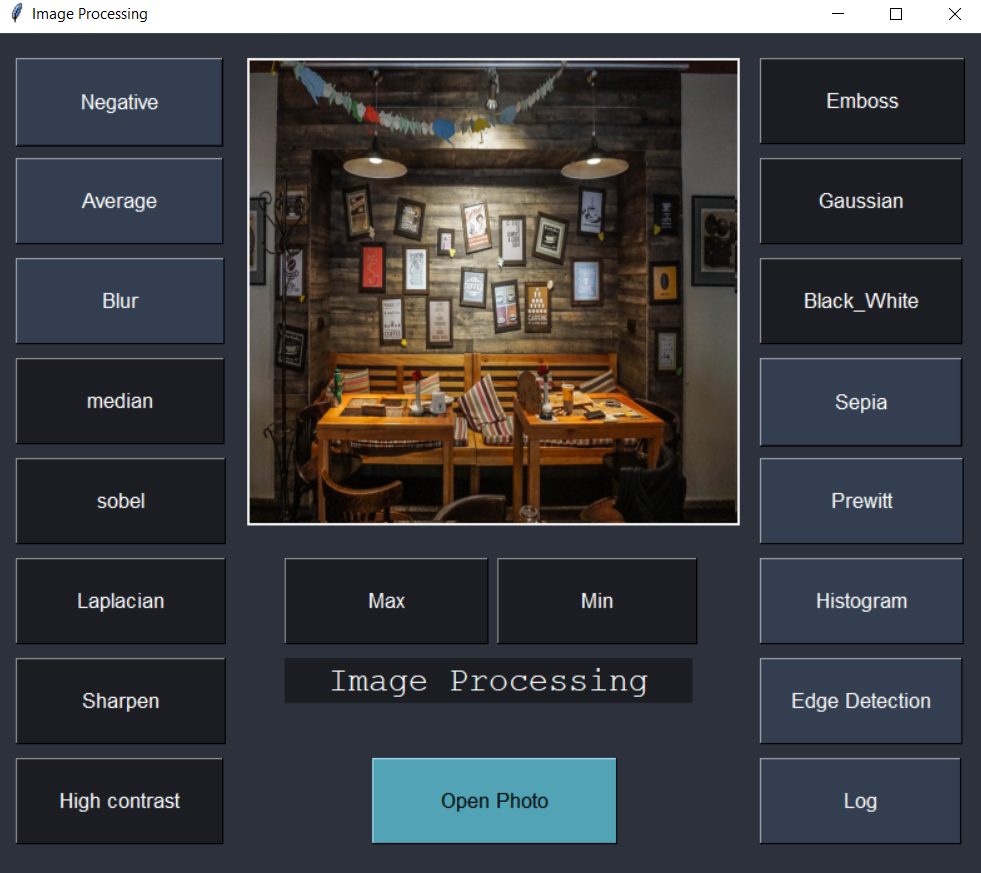 Image Processing
Negative
Emboss
Average
Gaussian
Blur
Black_White
median
Sepia
sobel
Prewitt
Laplacian
Max
Min
Histogram
Sharpen
Image Processing
Edge Detection
High contrast
Open Photo
Log